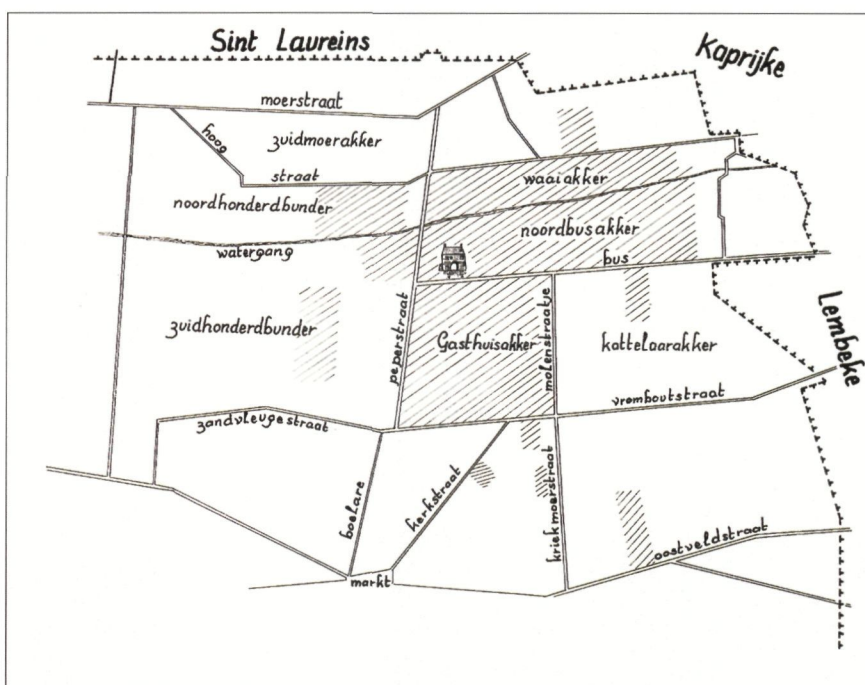 Sint Laureins
Kaprijke
moerstraat
hoog
zuidmoerakker
straat
waaiakker
noordhonderdbunder
noordbusakker
watergang
bus
Lembeke
zuidhonderdbunder
peperstraat
Gasthuisakker
molenstraatje
kattelaarakker
vromboutstraat
zandvleugestraat
boelare
kerkstraat
kriekmoerstraat
oostveldstraat
markt